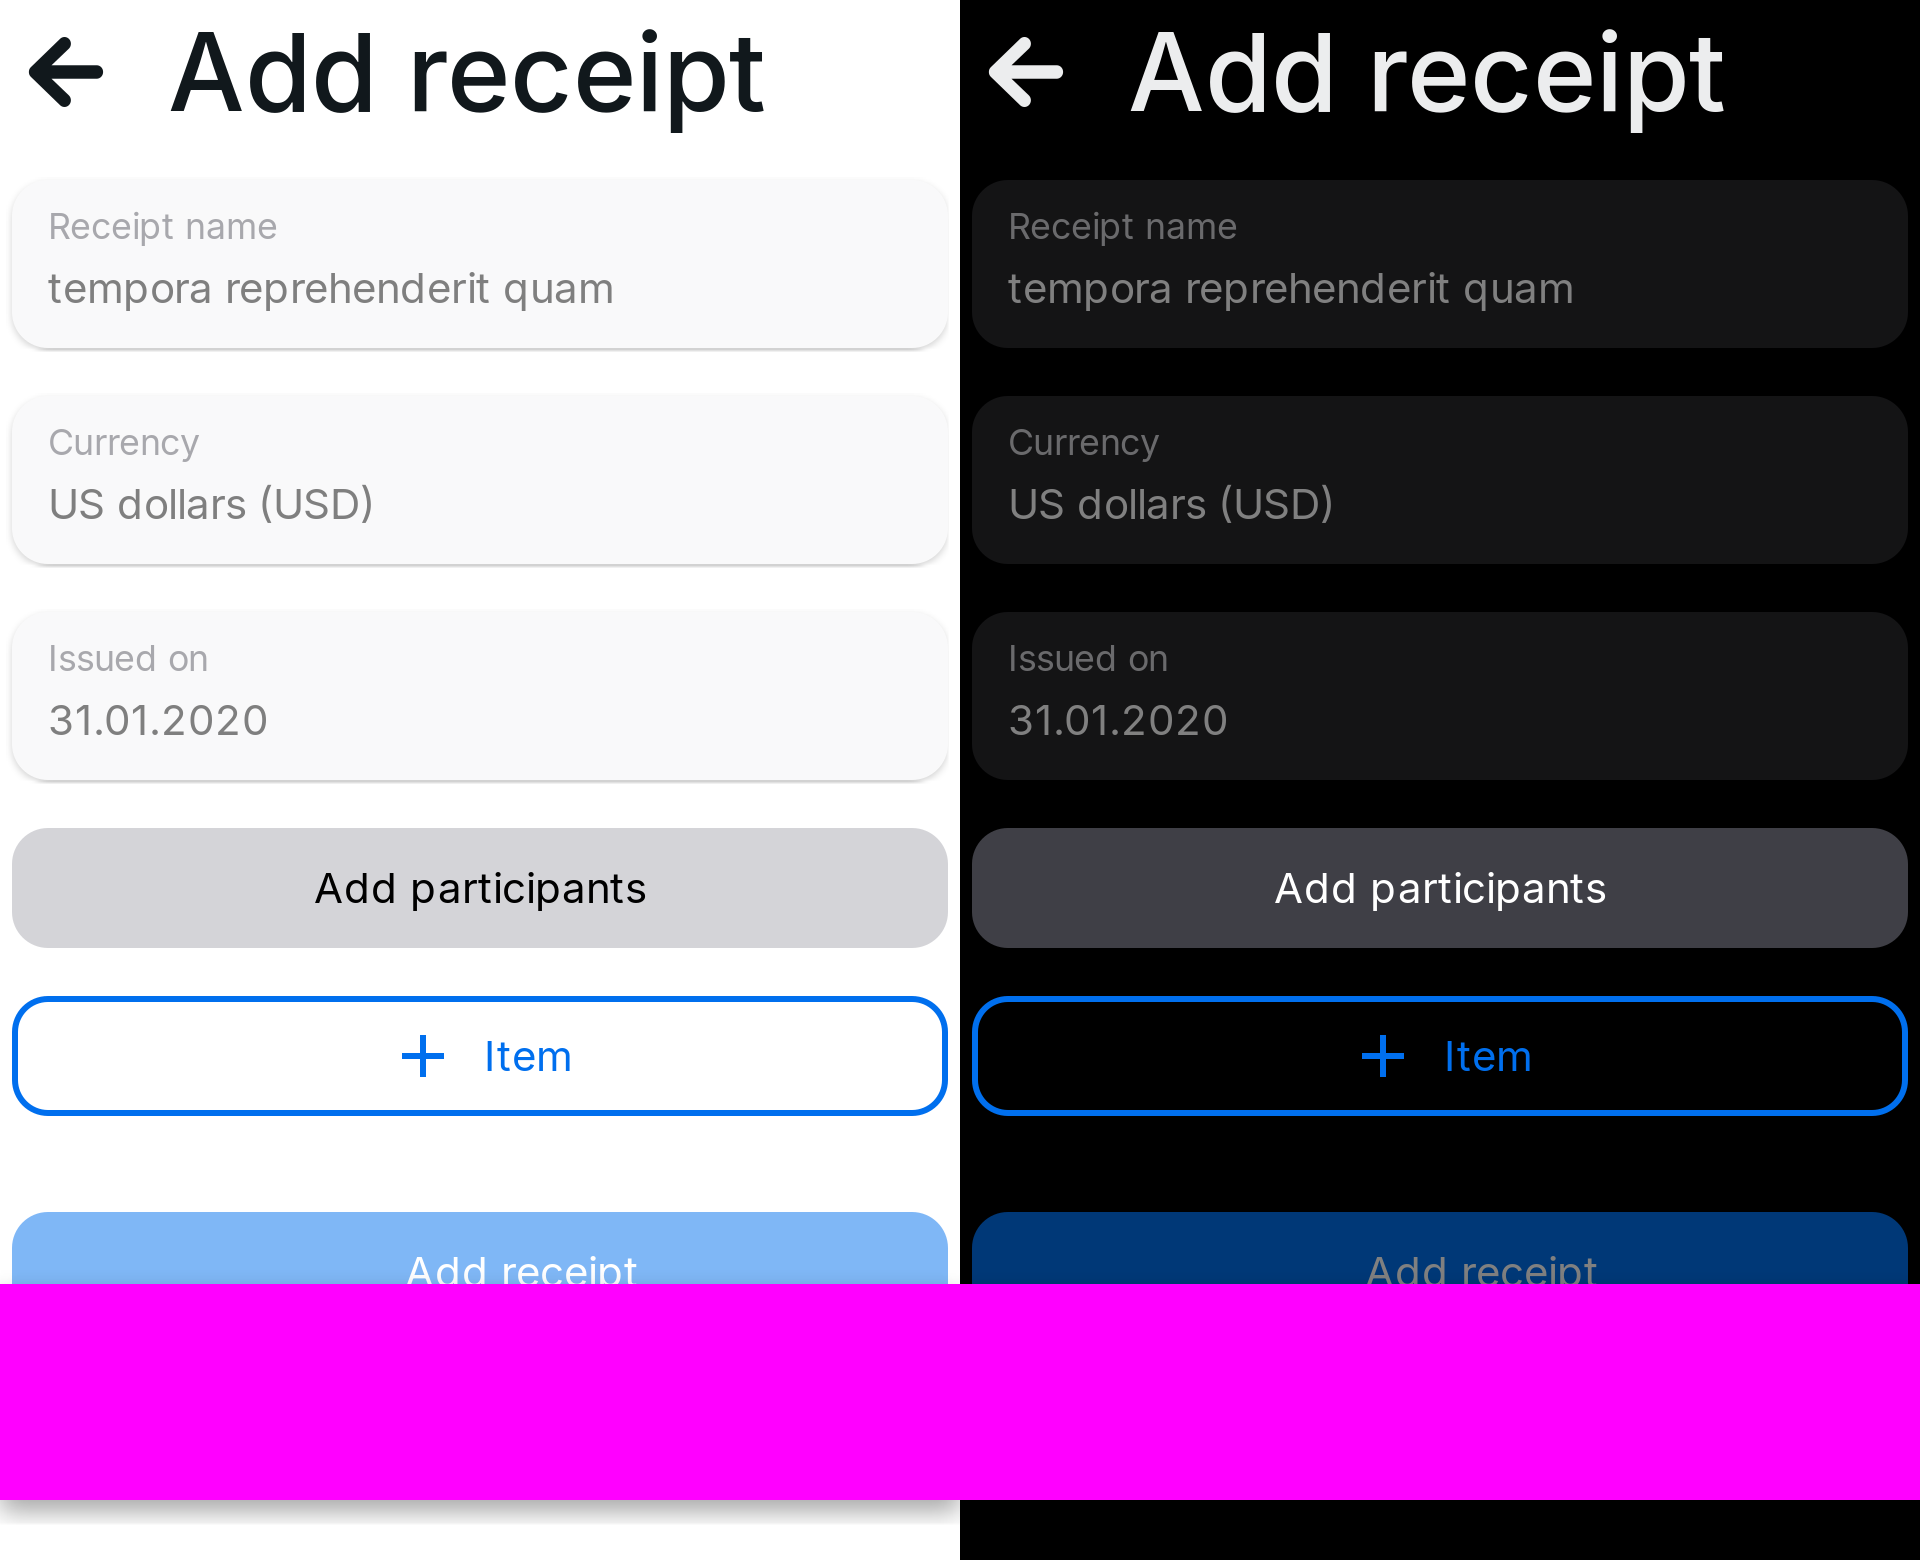 Add receipt
Receipt name
tempora reprehenderit quam
Currency
US dollars (USD)
Issued on
31.01.2020
Add participants
Item
Add receipt
Add receipt
Receipt name
tempora reprehenderit quam
Currency
US dollars (USD)
Issued on
31.01.2020
Add participants
Item
Add receipt